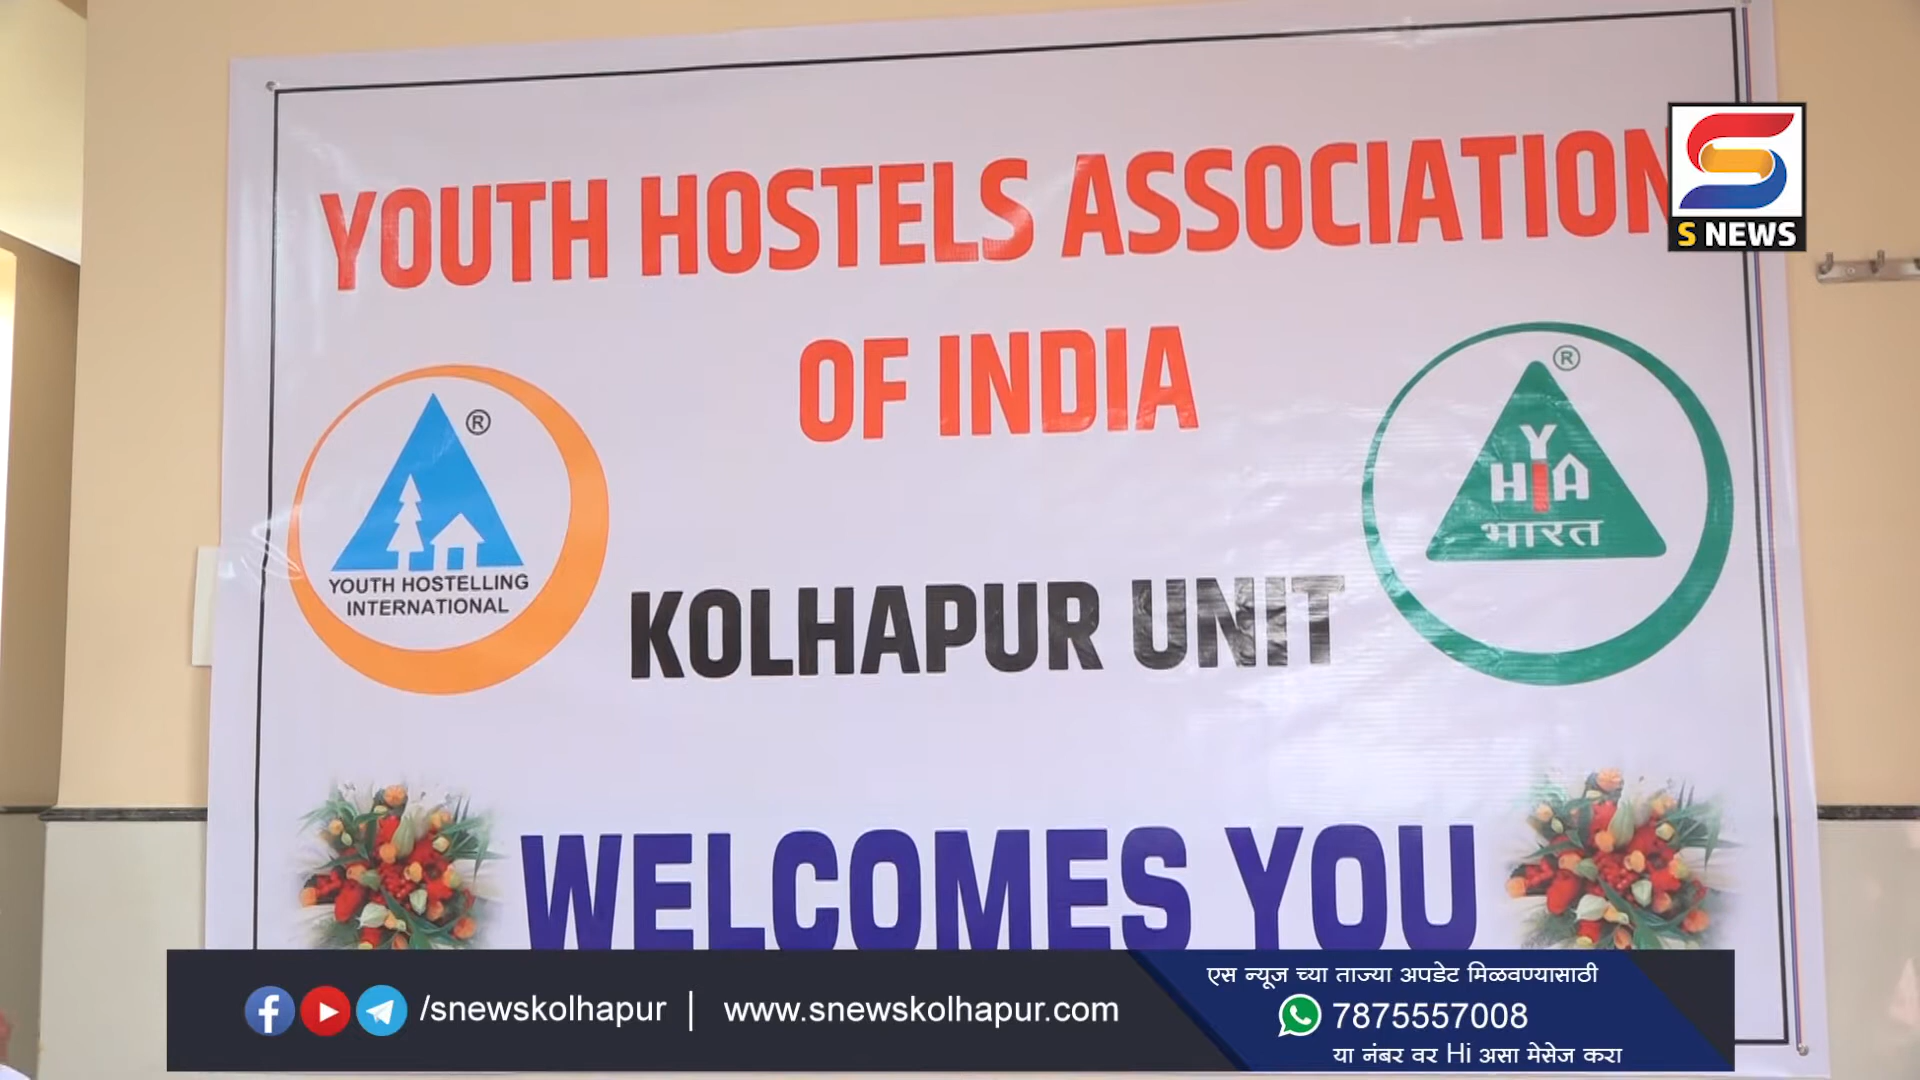 YOUTH HOSTELS ASSOCIATION
S NEWS
OF INDIA
®
YOUTH HOSTELLING
INTERNATIONAL
®
Y
HIA
भारत
KOLHAPUR UNIT
WELCOMES YOU
/snewskolhapur | www.snewskolhapur.com
एस न्यूज च्या ताज्या अपडेट मिळवण्यासाठी
7875557008
या नंबर वर Hi असा मेसेज करा